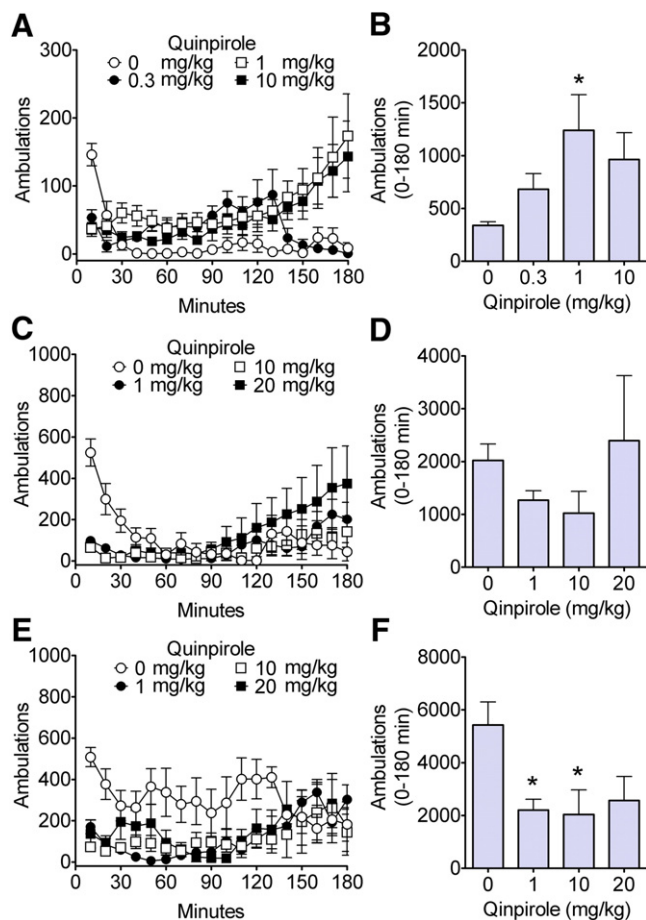 A
Quinpirole
0 mg/kg 1 mg/kg
0.3 mg/kg 10 mg/kg
Ambulations
300
200
100
0
0 30 60 90 120 150 180
Minutes
B
Ambulations
(0-180 min)
2000
1500
1000
500
0
*
0 0.3 1 10
Qinpirole (mg/kg)
C
Quinpirole
0 mg/kg 10 mg/kg
1 mg/kg 20 mg/kg
Ambulations
1000
800
600
400
200
0
0 30 60 90 120 150 180
Minutes
D
Ambulations
(0-180 min)
4000
3000
2000
1000
0
0 1 10 20
Qinpirole (mg/kg)
E
Quinpirole
0 mg/kg 10 mg/kg
1 mg/kg 20 mg/kg
Ambulations
1000
800
600
400
200
0
0 30 60 90 120 150 180
Minutes
F
Ambulations
(0-180 min)
8000
6000
4000
2000
0
* *
0 1 10 20
Qinpirole (mg/kg)